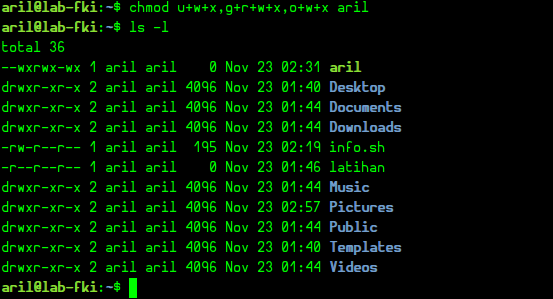 aril@lab-fki:~$ chmod u+w+x,g+r+w+x,o+w+x aril
aril@lab-fki:~$ ls -l
total 36
--wxrwx-wx 1 aril aril    0 Nov 23 02:31 aril
drwxr-xr-x 2 aril aril 4096 Nov 23 01:40 Desktop
drwxr-xr-x 2 aril aril 4096 Nov 23 01:44 Documents
drwxr-xr-x 2 aril aril 4096 Nov 23 01:44 Downloads
-rw-r--r-- 1 aril aril  195 Nov 23 02:19 info.sh
-r--r--r-- 1 aril aril    0 Nov 23 01:46 latihan
drwxr-xr-x 2 aril aril 4096 Nov 23 01:44 Music
drwxr-xr-x 2 aril aril 4096 Nov 23 02:57 Pictures
drwxr-xr-x 2 aril aril 4096 Nov 23 01:44 Public
drwxr-xr-x 2 aril aril 4096 Nov 23 01:40 Templates
drwxr-xr-x 2 aril aril 4096 Nov 23 01:44 Videos
aril@lab-fki:~$